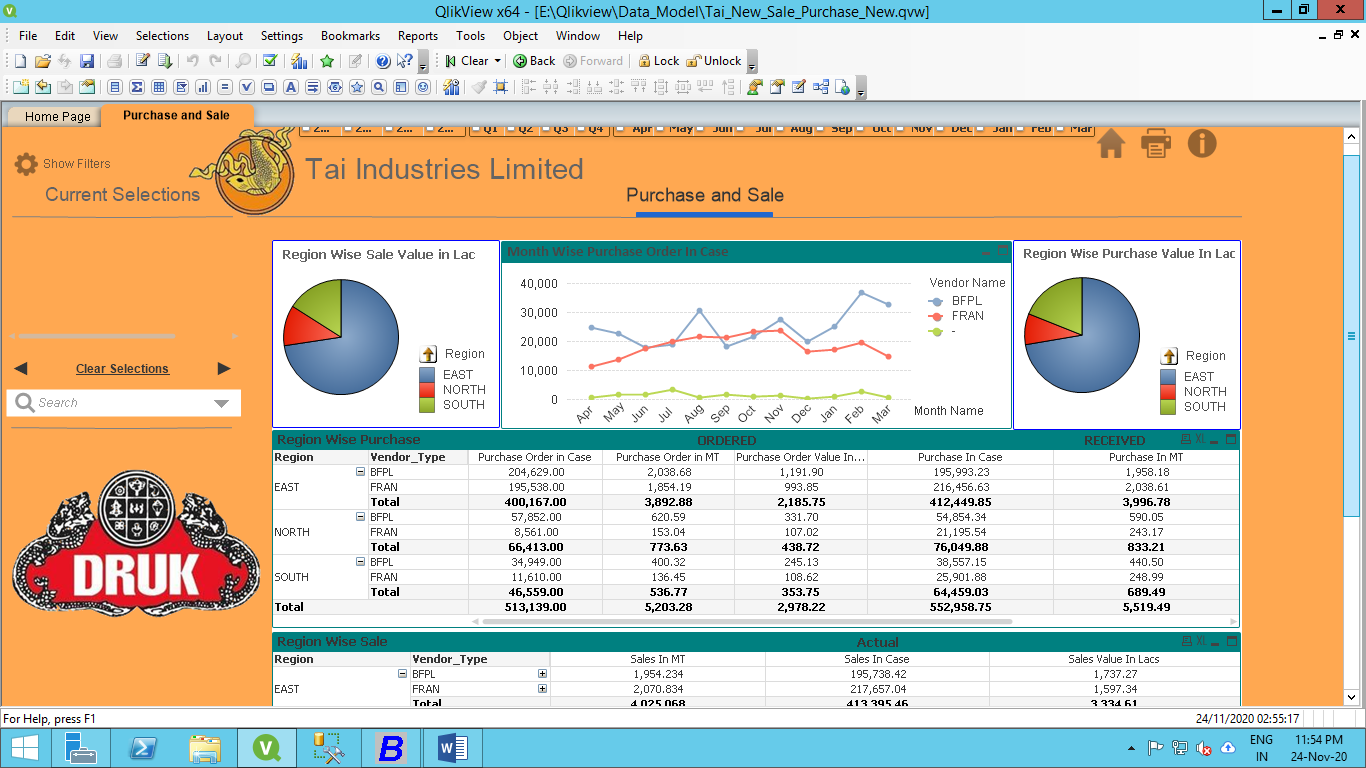 QlikView x64 - [E:\Qlikview\Data_Model\Tai_New_Sale_Purchase_New.qvw]
File Edit View Selections Layout Settings Bookmarks Reports Tools Object Window Help
Clear Back Forward Lock Unlock
Home Page Purchase and Sale
2... 2... 2... 2... Q1 Q2 Q3 Q4 Apr May Jun Jul Aug Sep Oct Nov Dec Jan Feb Mar
Show Filters
Tai Industries Limited
Current Selections
Purchase and Sale
Region Wise Sale Value in Lac
Region
EAST
NORTH
SOUTH
Month Wise Purchase Order In Case
40,000
30,000
20,000
10,000
0
Apr May Jun Jul Aug Sep Oct Nov Dec Jan Feb Mar
Month Name
Vendor Name
BFPL
FRAN
-
Region Wise Purchase Value In Lac
Region
EAST
NORTH
SOUTH
Clear Selections
Search
DRUK
Region Wise Purchase ORDERED RECEIVED XL
Region Vendor_Type Purchase Order in Case Purchase Order in MT Purchase Order Value In... Purchase In Case Purchase In MT
BFPL 204,629.00 2,038.68 1,191.90 195,993.23 1,958.18
EAST FRAN 195,538.00 1,854.19 993.85 216,456.63 2,038.61
Total 400,167.00 3,892.88 2,185.75 412,449.85 3,996.78
BFPL 57,852.00 620.59 331.70 54,854.34 590.05
NORTH FRAN 8,561.00 153.04 107.02 21,195.54 243.17
Total 66,413.00 773.63 438.72 76,049.88 833.21
BFPL 34,949.00 400.32 245.13 38,557.15 440.50
SOUTH FRAN 11,610.00 136.45 108.62 25,901.88 248.99
Total 46,559.00 536.77 353.75 64,459.03 689.49
Total 513,139.00 5,203.28 2,978.22 552,958.75 5,519.49
Region Wise Sale Actual XL
Region Vendor_Type Sales In MT Sales In Case Sales Value In Lacs
BFPL 1,954.234 195,738.42 1,737.27
EAST FRAN 2,070.834 217,657.04 1,597.34
Total 4,025.068 413,395.46 3,334.61
For Help, press F1
24/11/2020 02:55:17
ENG 11:54 PM
IN 24-Nov-20